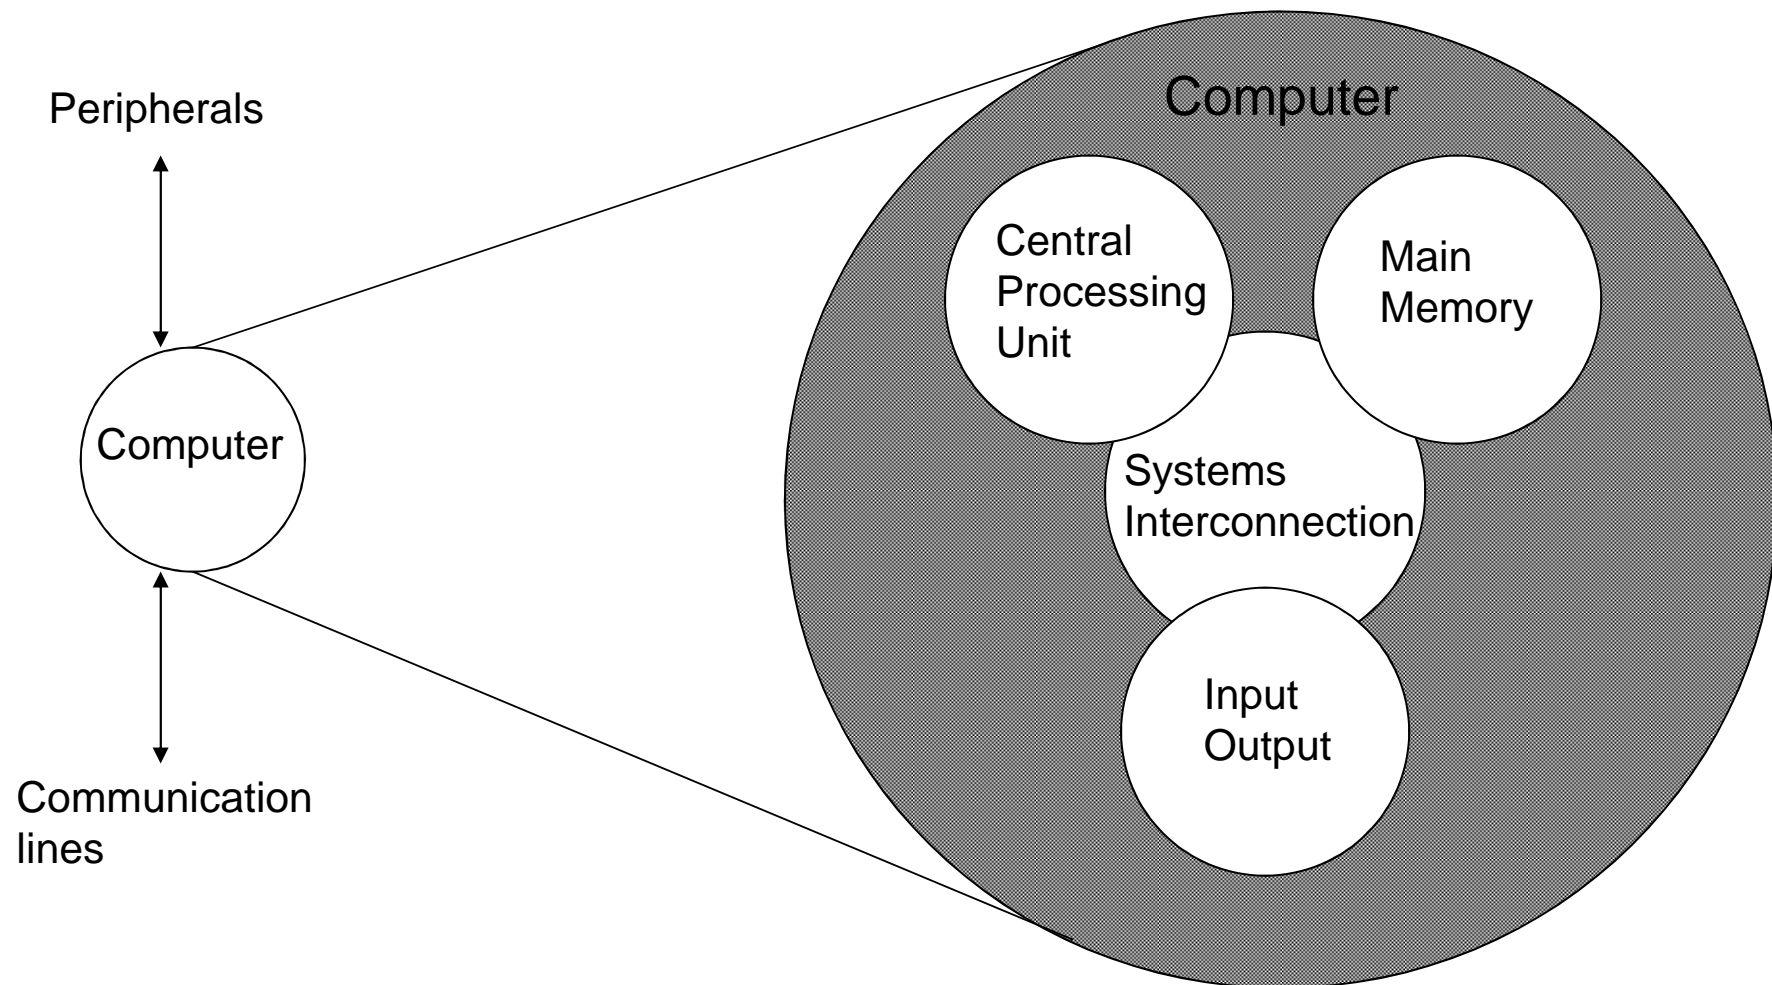 Peripherals
Computer
Communication
lines
Computer
Central
Processing
Unit
Main
Memory
Systems
Interconnection
Input
Output